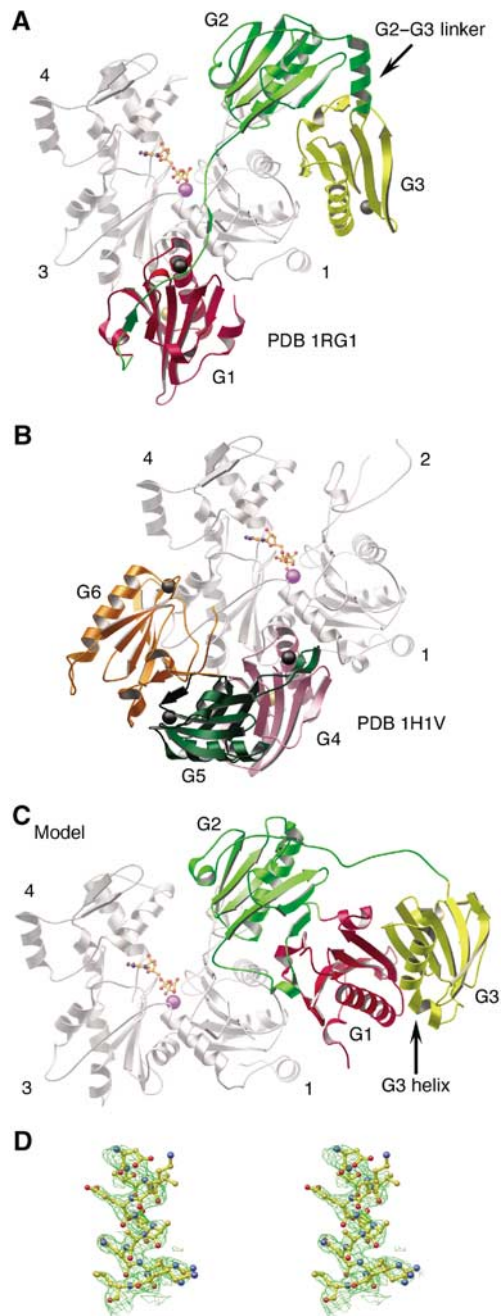 A
G2
G2–G3 linker
4
G3
3
1
PDB 1RG1
G1
B
4
2
G6
1
PDB 1H1V
G4
G5
C
Model
G2
4
G3
G1
3
1
G3 helix
D